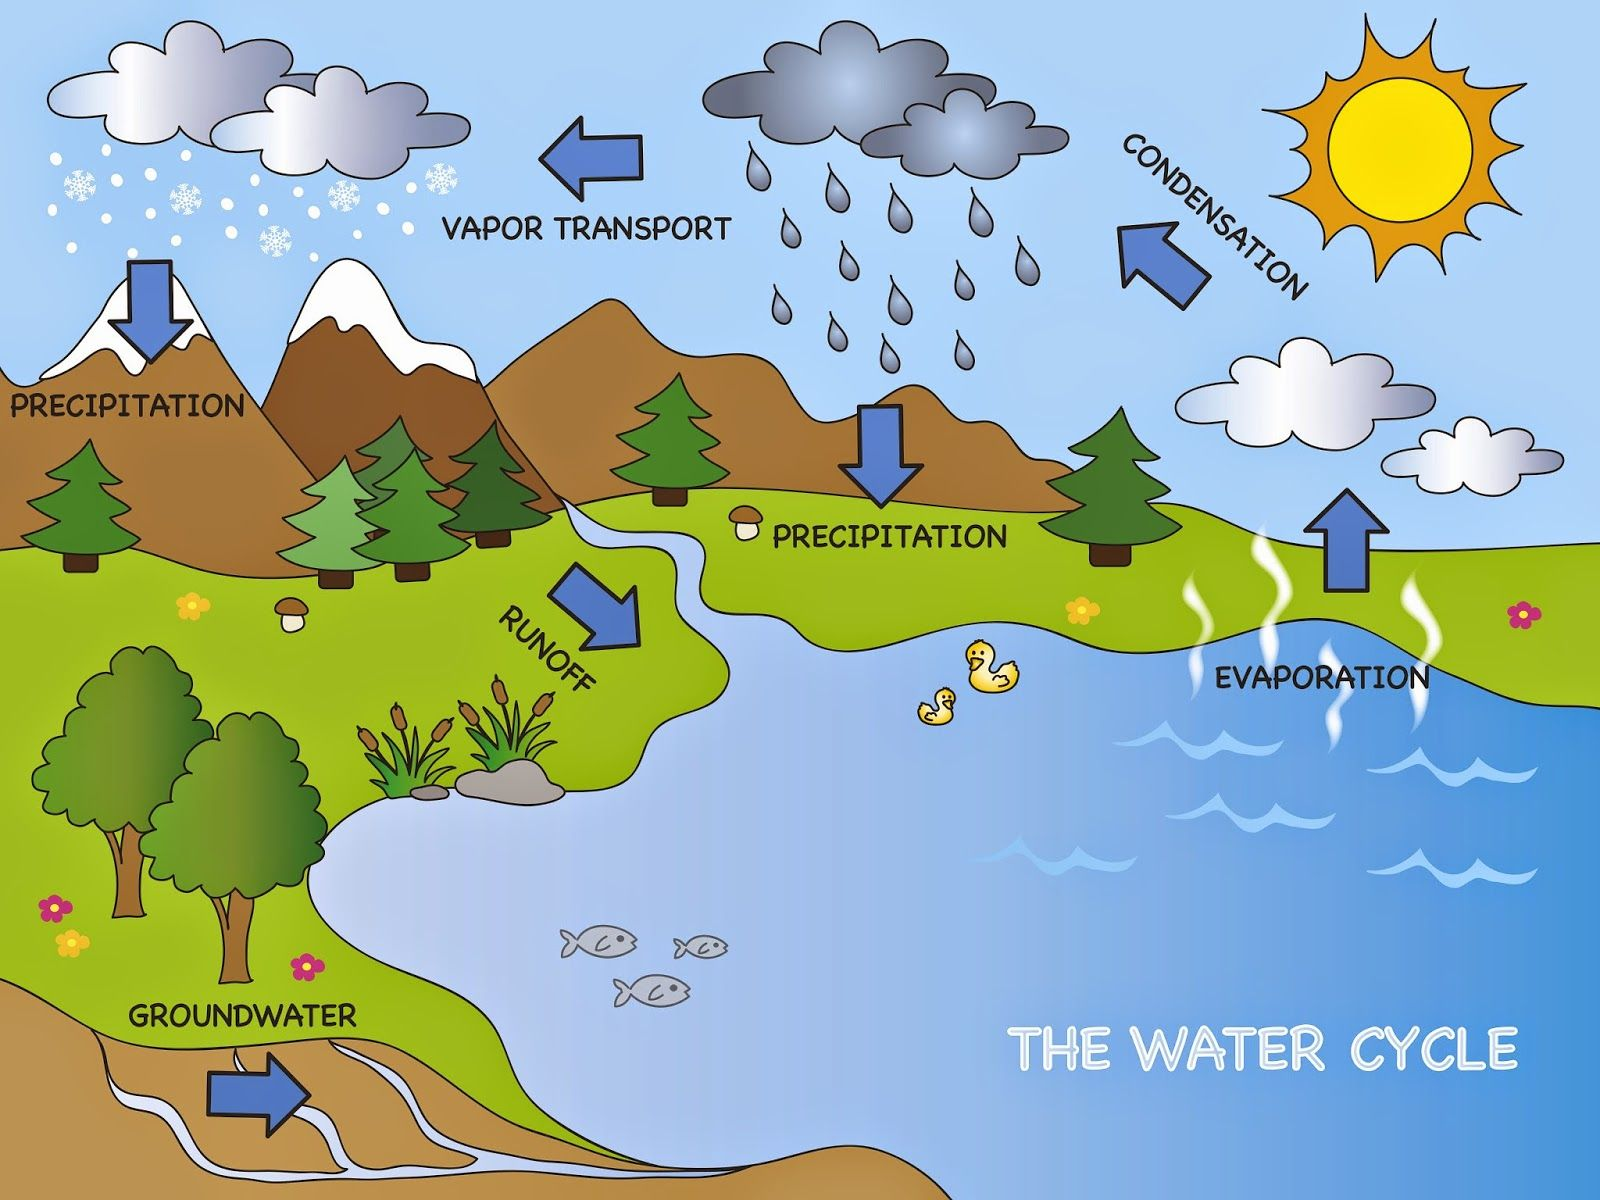 CONDENSATION
VAPOR TRANSPORT
PRECIPITATION
PRECIPITATION
RUNOFF
EVAPORATION
GROUNDWATER
THE WATER CYCLE